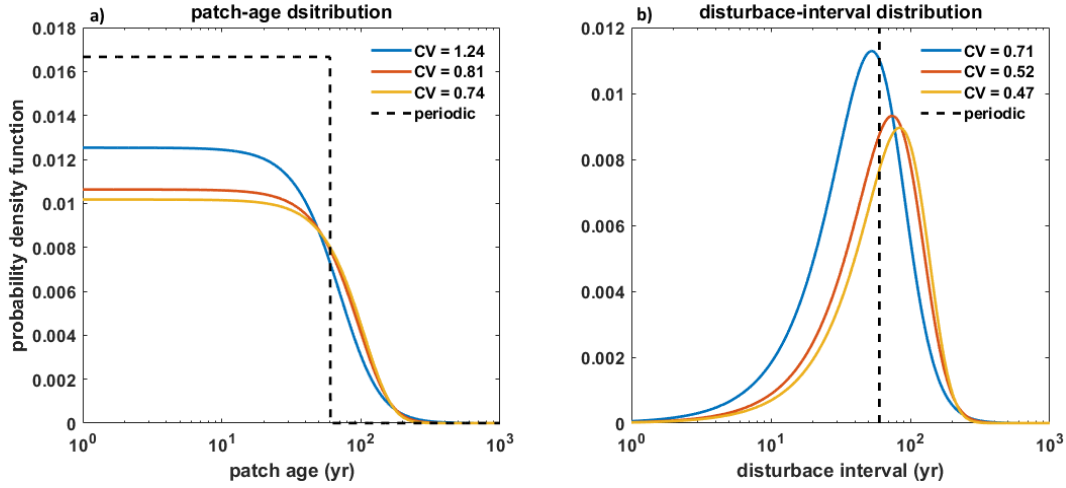 a)
patch-age dsitribution
probability density function
0.018
0.016
0.014
0.012
0.01
0.008
0.006
0.004
0.002
0
CV = 1.24
CV = 0.81
CV = 0.74
periodic
10^0
10^1
10^2
10^3
patch age (yr)
b)
disturbace-interval distribution
0.012
0.01
0.008
0.006
0.004
0.002
0
CV = 0.71
CV = 0.52
CV = 0.47
periodic
10^0
10^1
10^2
10^3
disturbace interval (yr)